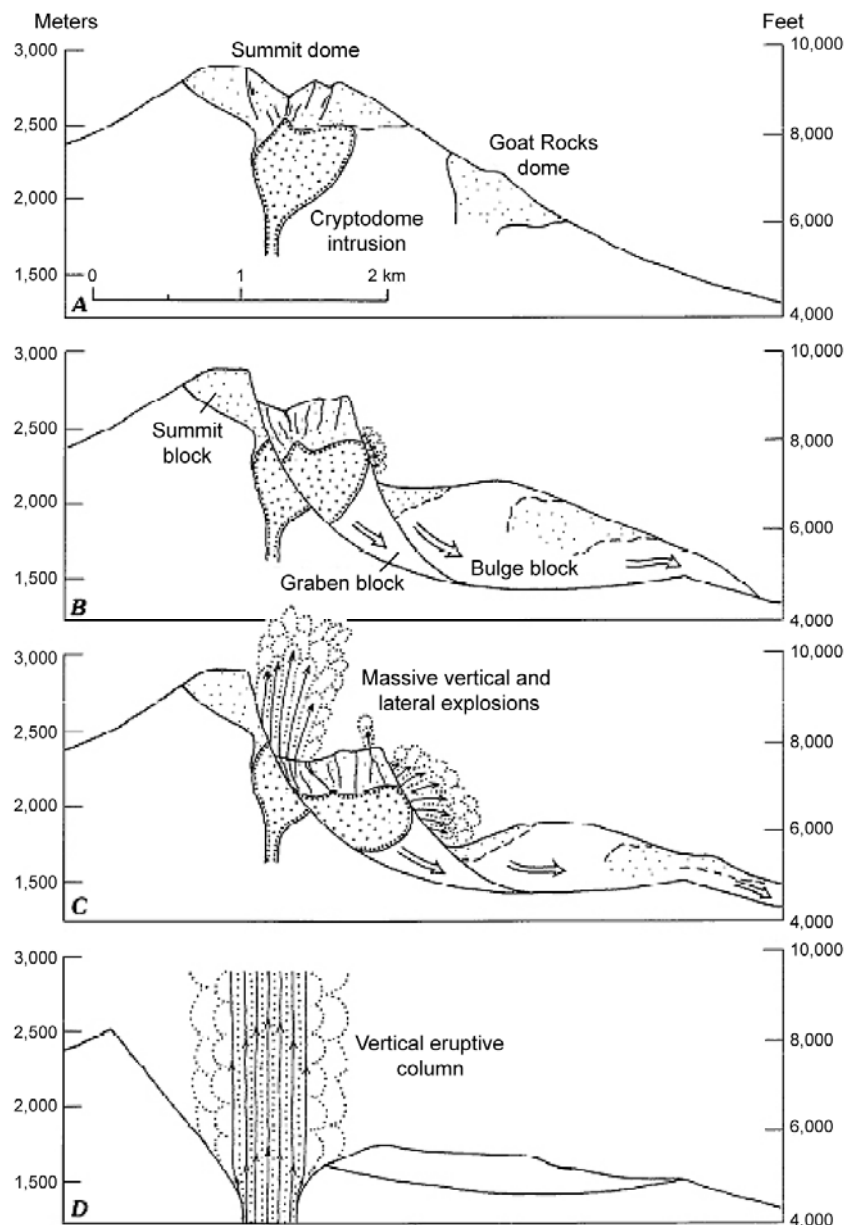 Meters
Feet
3,000
10,000
Summit dome
2,500
8,000
Goat Rocks
dome
2,000
Cryptodome
intrusion
6,000
0
1
2 km
1,500
A
4,000
3,000
10,000
2,500
Summit
block
8,000
2,000
6,000
Graben block
Bulge block
1,500
B
4,000
3,000
10,000
Massive vertical and
lateral explosions
2,500
8,000
2,000
6,000
1,500
C
4,000
3,000
10,000
2,500
8,000
Vertical eruptive
column
2,000
6,000
1,500
D
4,000